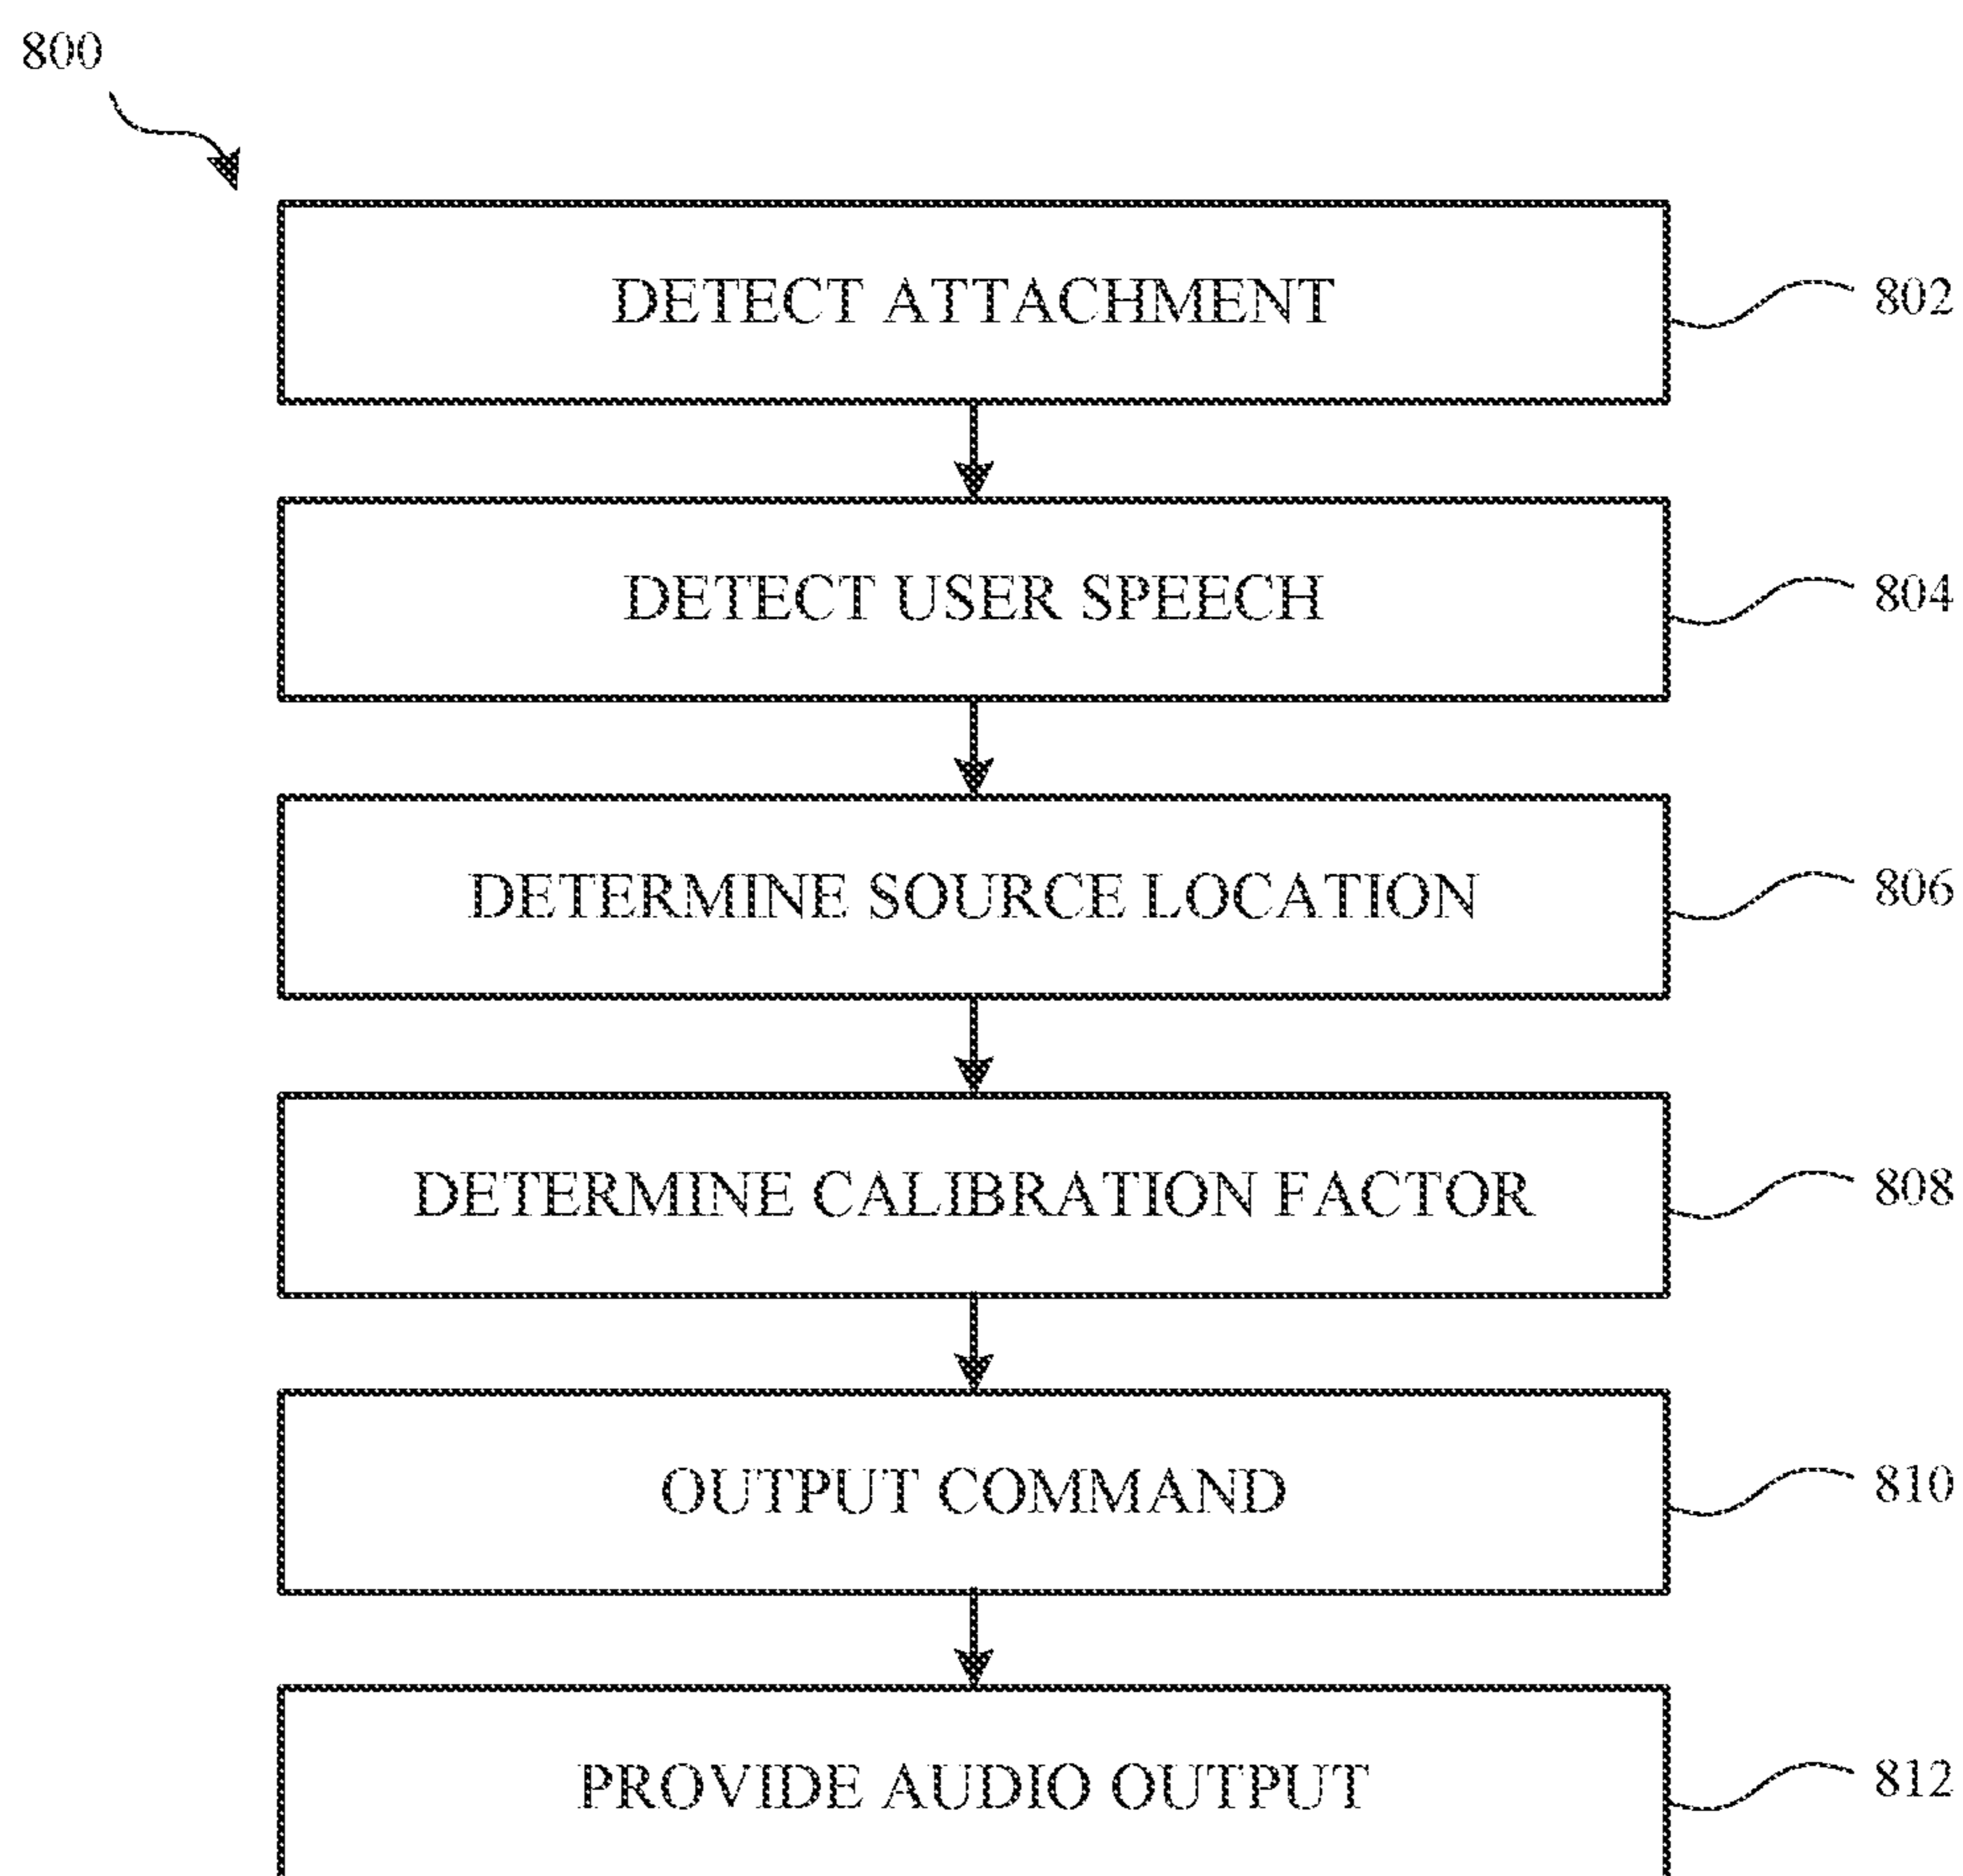 800
DETECT ATTACHMENT
802
DETECT USER SPEECH
804
DETERMINE SOURCE LOCATION
806
DETERMINE CALIBRATION FACTOR
808
OUTPUT COMMAND
810
PROVIDE AUDIO OUTPUT
812